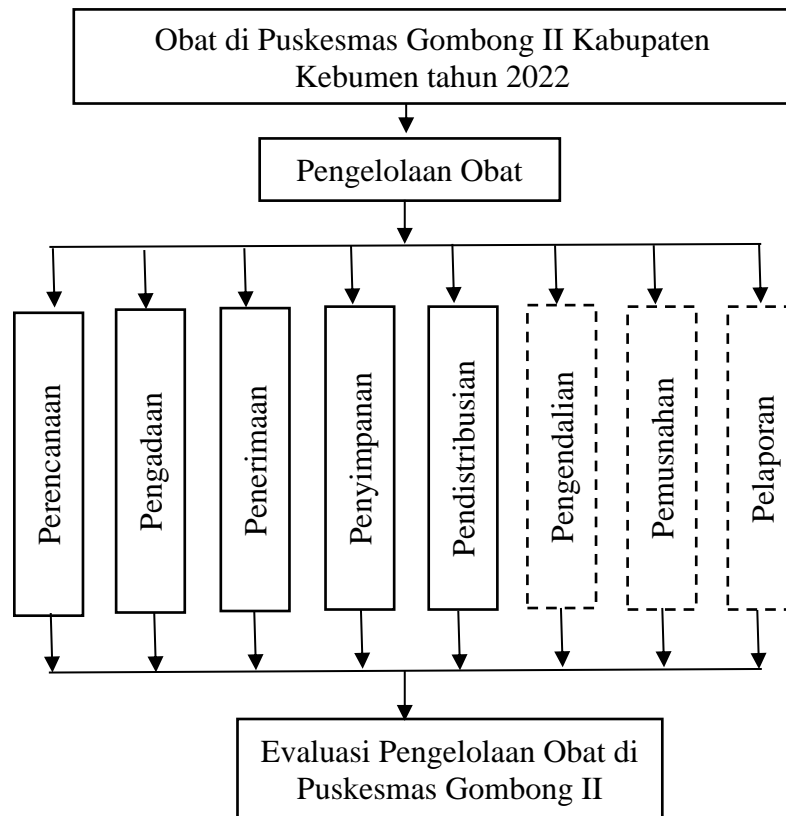 Obat di Puskesmas Gombong II Kabupaten
Kebumen tahun 2022
Pengelolaan Obat
Perencanaan
Pengadaan
Penerimaan
Penyimpanan
Pendistribusian
Pengendalian
Pemusnahan
Pelaporan
Evaluasi Pengelolaan Obat di
Puskesmas Gombong II